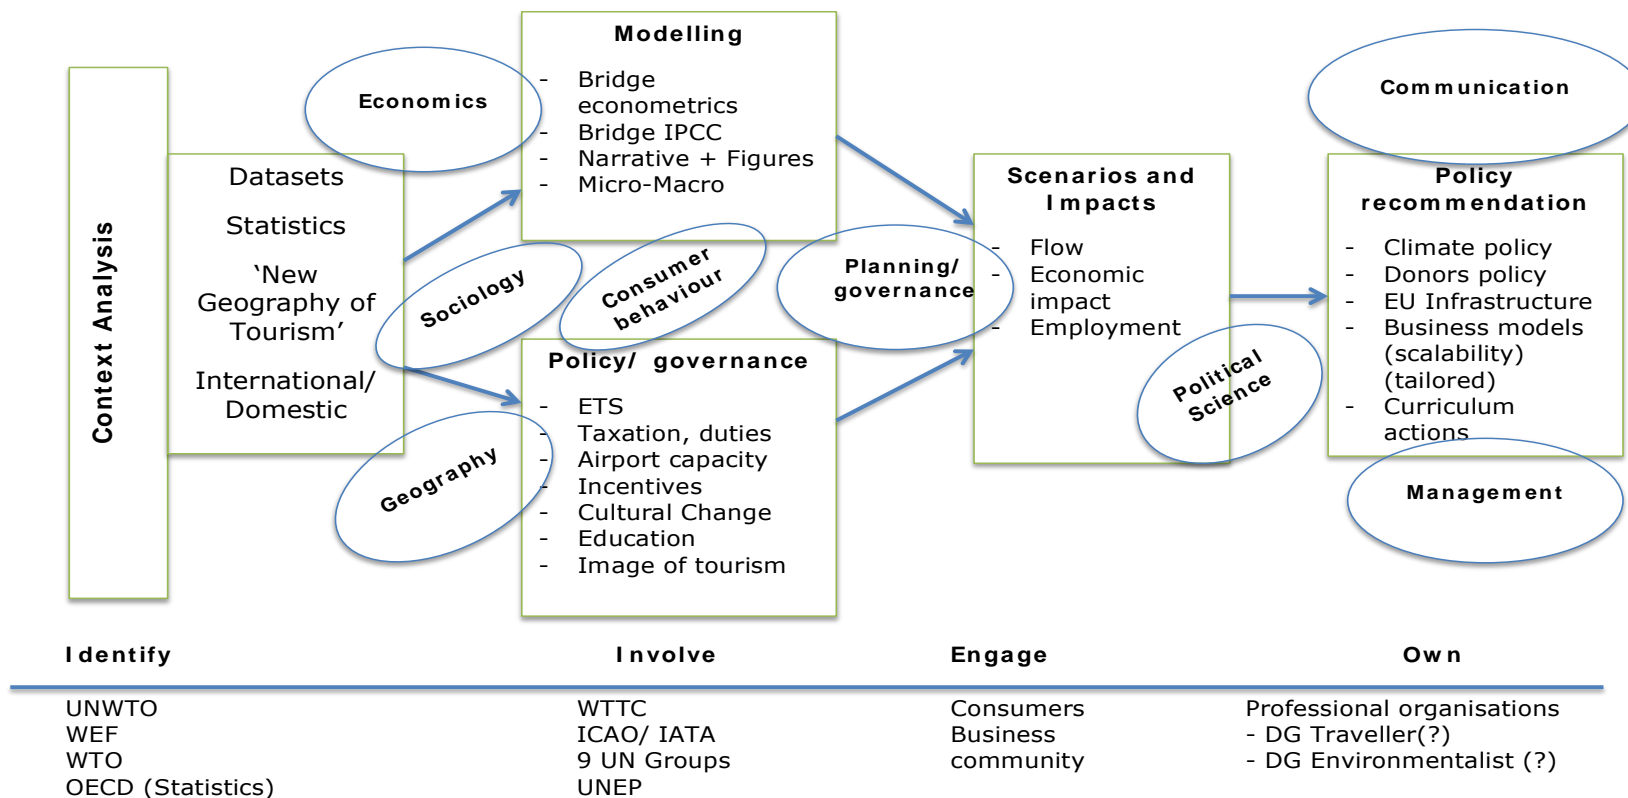 Context Analysis
Datasets
Statistics
‘New
Geography of
Tourism’
International/
Domestic
Economics
Modelling
- Bridge
econometrics
- Bridge IPCC
- Narrative + Figures
- Micro-Macro
Sociology
Consumer
behaviour
Geography
Policy/ governance
- ETS
- Taxation, duties
- Airport capacity
- Incentives
- Cultural Change
- Education
- Image of tourism
Planning/
governance
Scenarios and
Impacts
- Flow
- Economic
impact
- Employment
Political
Science
Communication
Policy
recommendation
- Climate policy
- Donors policy
- EU Infrastructure
- Business models
(scalability)
(tailored)
- Curriculum
actions
Management
Identify
UNWTO
WEF
WTO
OECD (Statistics)
Involve
WTTC
ICAO/ IATA
9 UN Groups
UNEP
Engage
Consumers
Business
community
Own
Professional organisations
- DG Traveller(?)
- DG Environmentalist (?)